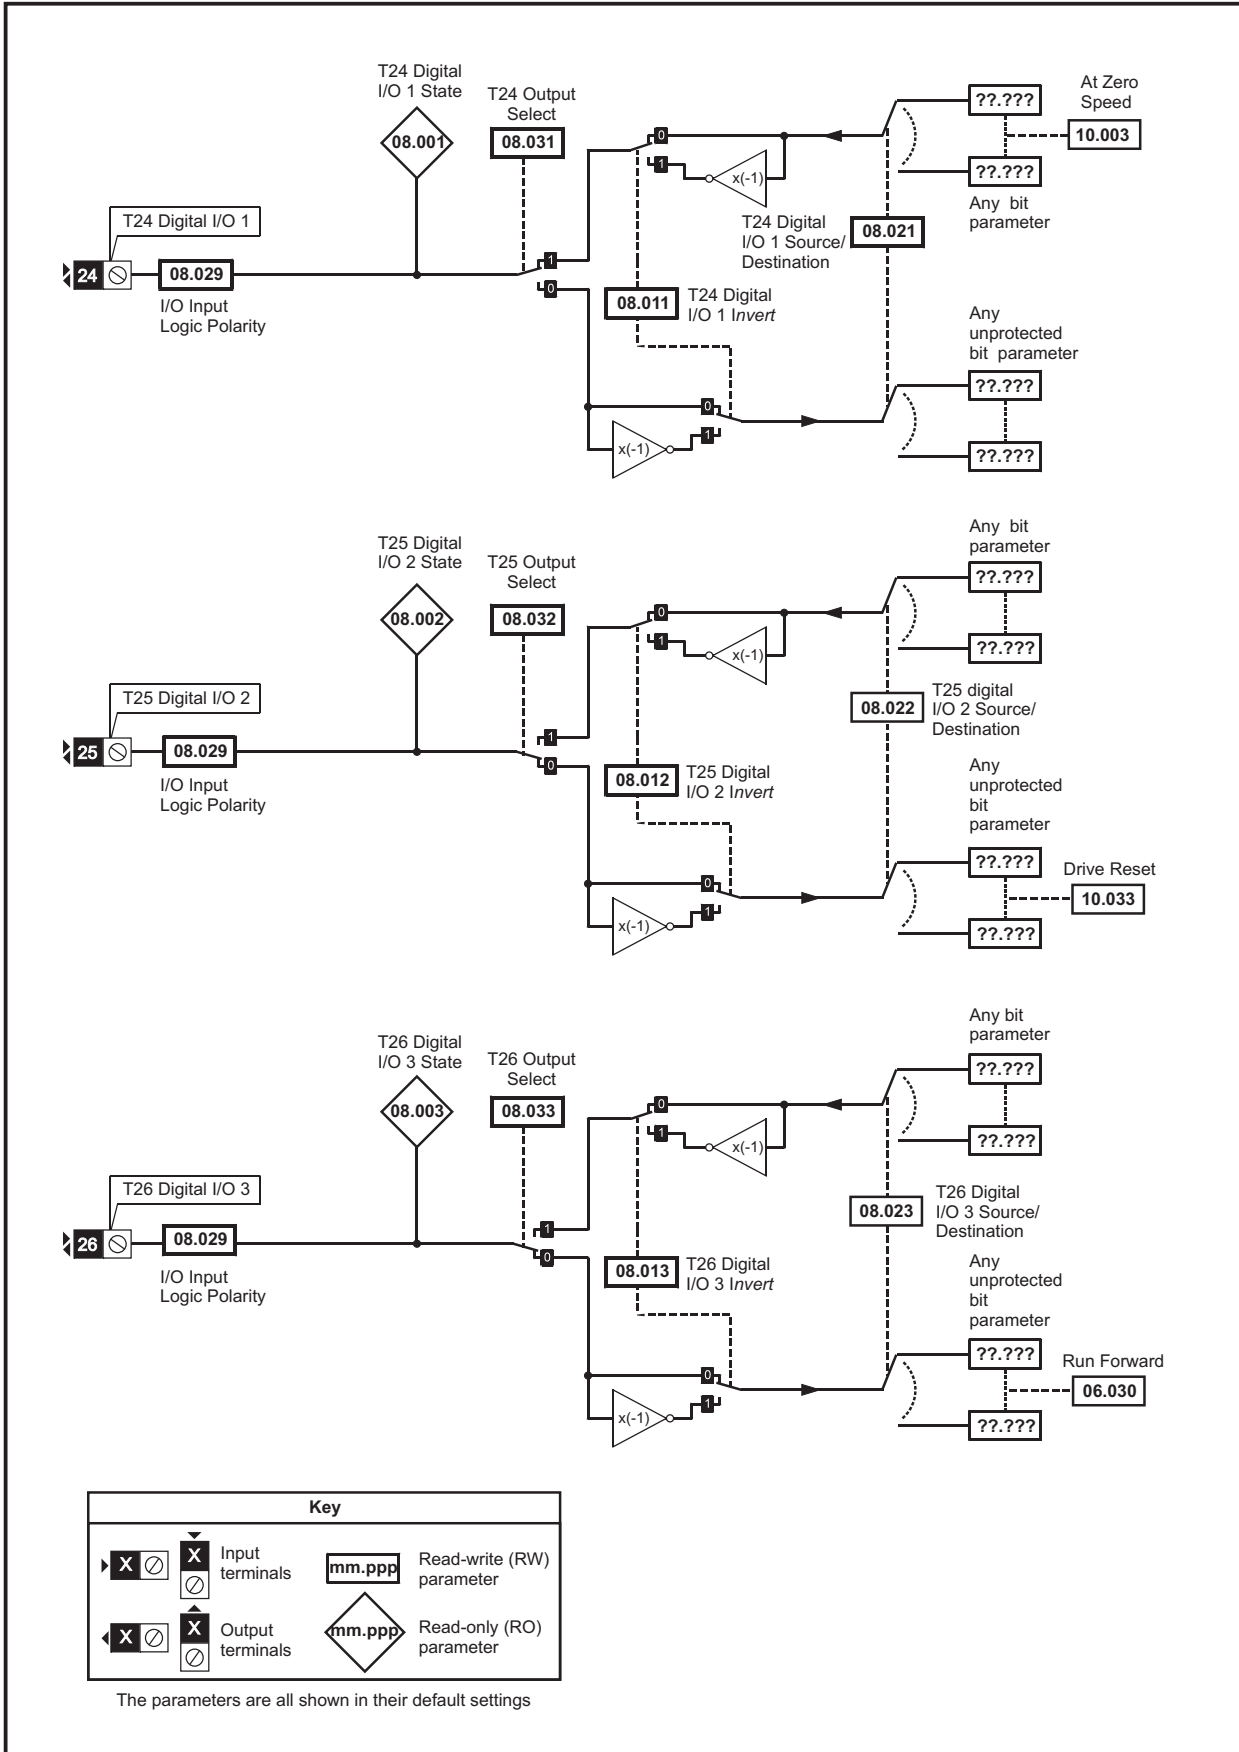 T24 Digital
I/O 1 State
08.001
T24 Output
Select
08.031
0
1
x(-1)
??.???
??.???
At Zero
Speed
10.003
Any bit
parameter
T24 Digital I/O 1
24
08.029
I/O Input
Logic Polarity
1
0
08.011
T24 Digital
I/O 1 Invert
T24 Digital
I/O 1 Source/
Destination
08.021
Any
unprotected
bit parameter
0
1
x(-1)
??.???
??.???
T25 Digital
I/O 2 State
08.002
T25 Output
Select
08.032
0
1
x(-1)
Any bit
parameter
??.???
??.???
T25 Digital I/O 2
25
08.029
I/O Input
Logic Polarity
1
0
08.012
T25 Digital
I/O 2 Invert
08.022
T25 digital
I/O 2 Source/
Destination
Any
unprotected
bit
parameter
0
1
x(-1)
??.???
??.???
Drive Reset
10.033
T26 Digital
I/O 3 State
08.003
T26 Output
Select
08.033
0
1
x(-1)
Any bit
parameter
??.???
??.???
T26 Digital I/O 3
26
08.029
I/O Input
Logic Polarity
1
0
08.013
T26 Digital
I/O 3 Invert
08.023
T26 Digital
I/O 3 Source/
Destination
Any
unprotected
bit
parameter
0
1
x(-1)
??.???
??.???
Run Forward
06.030
Key
X
X
Input
terminals
mm.ppp
Read-write (RW)
parameter
X
X
Output
terminals
mm.ppp
Read-only (RO)
parameter
The parameters are all shown in their default settings